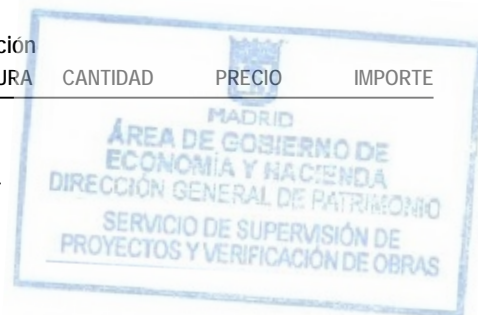 ción
URA CANTIDAD PRECIO IMPORTE
MADRID
ÁREA DE GOBIERNO DE
ECONOMÍA Y HACIENDA
DIRECCIÓN GENERAL DE PATRIMONIO
SERVICIO DE SUPERVISIÓN DE
PROYECTOS Y VERIFICACIÓN DE OBRAS